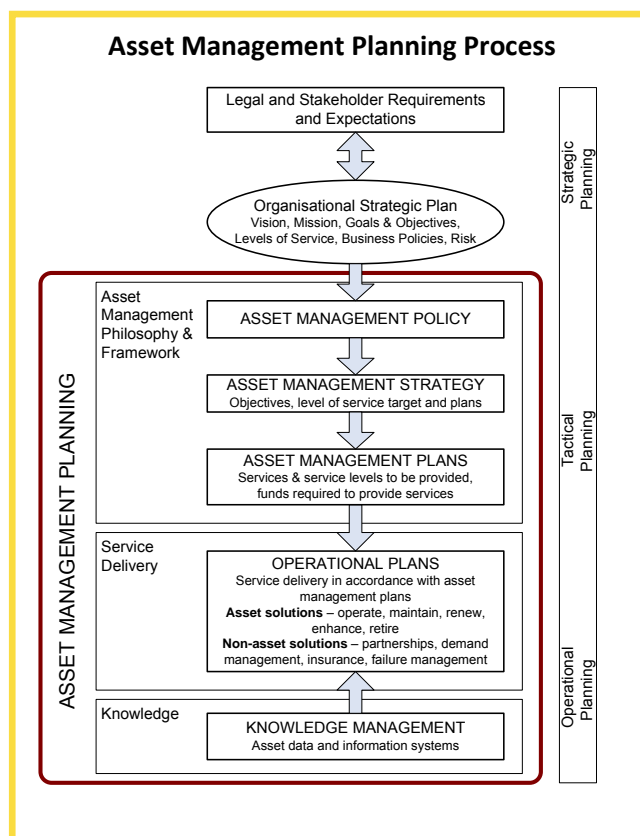 Asset Management Planning Process
Legal and Stakeholder Requirements
and Expectations
Organisational Strategic Plan
Vision, Mission, Goals & Objectives,
Levels of Service, Business Policies, Risk
Strategic
Planning
ASSET MANAGEMENT PLANNING
Asset
Management
Philosophy &
Framework
ASSET MANAGEMENT POLICY
ASSET MANAGEMENT STRATEGY
Objectives, level of service target and plans
ASSET MANAGEMENT PLANS
Services & service levels to be provided,
funds required to provide services
Tactical
Planning
Service
Delivery
OPERATIONAL PLANS
Service delivery in accordance with asset
management plans
Asset solutions – operate, maintain, renew,
enhance, retire
Non-asset solutions – partnerships, demand
management, insurance, failure management
Operational
Planning
Knowledge
KNOWLEDGE MANAGEMENT
Asset data and information systems